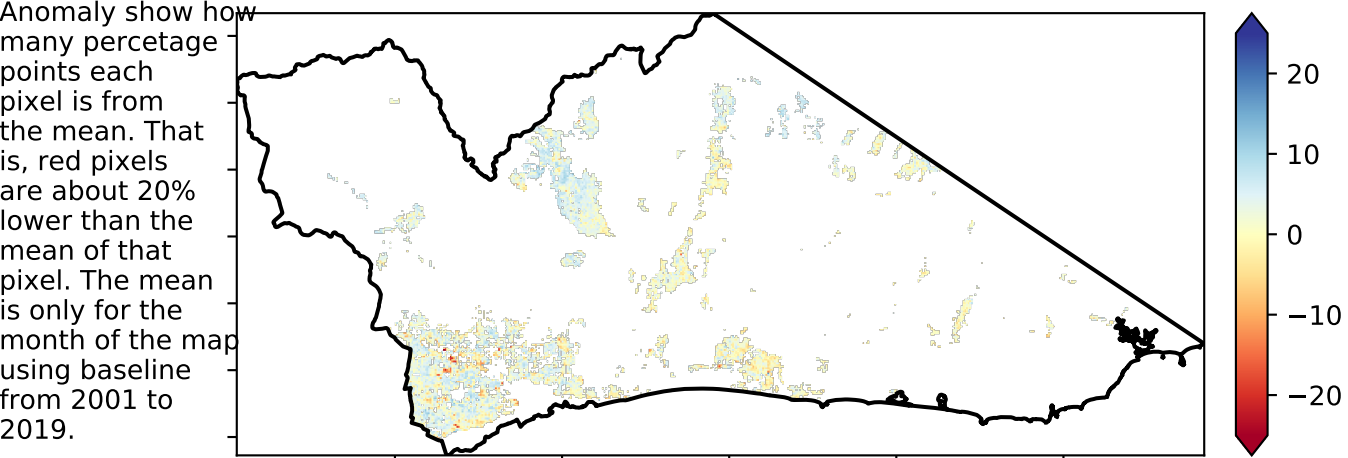 Anomaly show how
many percetage
points each
pixel is from
the mean. That
is, red pixels
are about 20%
lower than the
mean of that
pixel. The mean
is only for the
month of the map
using baseline
from 2001 to
2019.
20
10
0
−10
−20